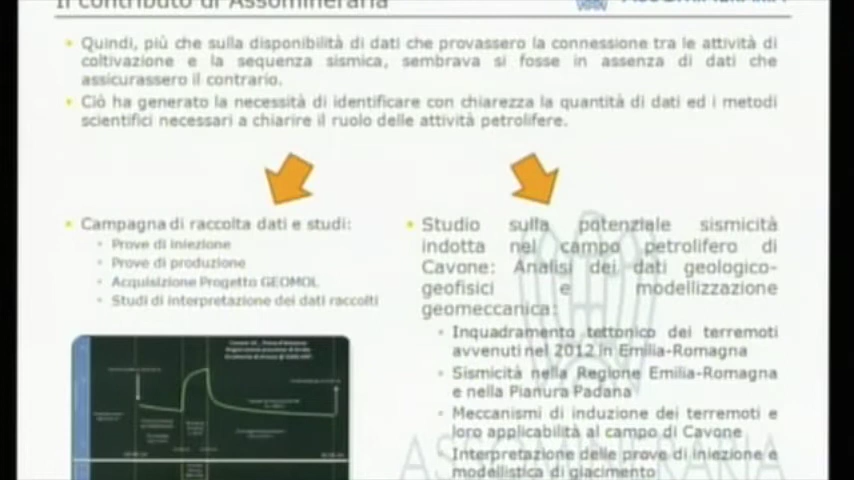 Il contributo di Assomineraria
ASSOMINERARIA
Quindi, più che sulla disponibilità di dati che provassero la connessione tra le attività di
coltivazione e la sequenza sismica, sembrava si fosse in assenza di dati che
assicurassero il contrario.
Ciò ha generato la necessità di identificare con chiarezza la quantità di dati ed i metodi
scientifici necessari a chiarire il ruolo delle attività petrolifere.
Campagna di raccolta dati e studi:
Prove di iniezione
Prove di produzione
Acquisizione Progetto GEOMOL
Studi di interpretazione dei dati raccolti
Studio sulla potenziale sismicità
indotta nel campo petrolifero di
Cavone: Analisi dei dati geologico-
geofisici e modellizzazione
geomeccanica:
Inquadramento tettonico dei terremoti
avvenuti nel 2012 in Emilia-Romagna
Sismicità nella Regione Emilia-Romagna
e nella Pianura Padana
Meccanismi di induzione dei terremoti e
loro applicabilità al campo di Cavone
Interpretazione delle prove di iniezione e
modellistica di giacimento
ASSOMINERARIA